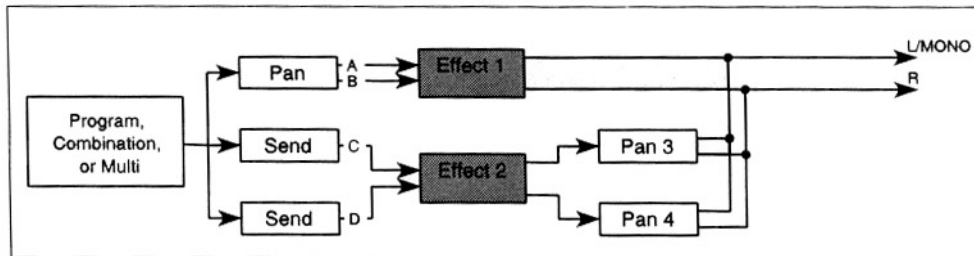 L/MONO
Pan
A
B
Effect 1
R
Program,
Combination,
or Multi
Send
C
Effect 2
Pan 3
Send
D
Pan 4